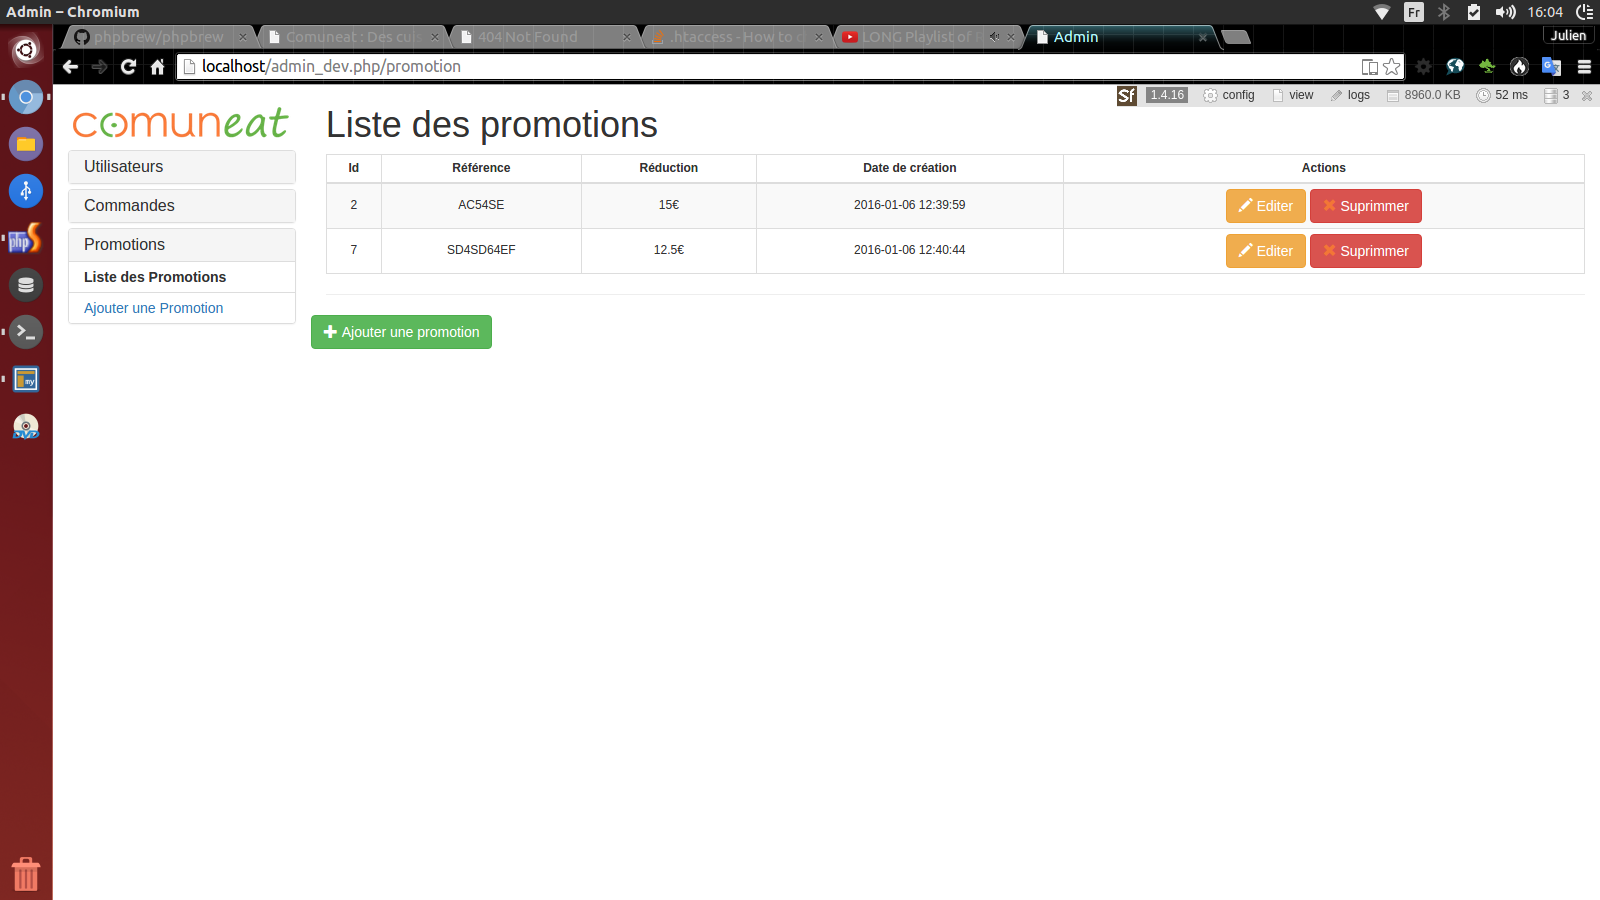 Admin – Chromium
Fr
16:04
phpbrew/phpbrew
Comuneat : Des cui
404 Not Found
.htaccess - How to
LONG Playlist of
Admin
Julien
localhost/admin_dev.php/promotion
Sf 1.4.16 config view logs 8960.0 KB 52 ms 3
comuneat
Utilisateurs
Commandes
Promotions
Liste des Promotions
Ajouter une Promotion
Liste des promotions
Id Référence Réduction Date de création Actions
2 AC54SE 15€ 2016-01-06 12:39:59 Editer Suprimmer
7 SD4SD64EF 12.5€ 2016-01-06 12:40:44 Editer Suprimmer
Ajouter une promotion
php
my
DVD